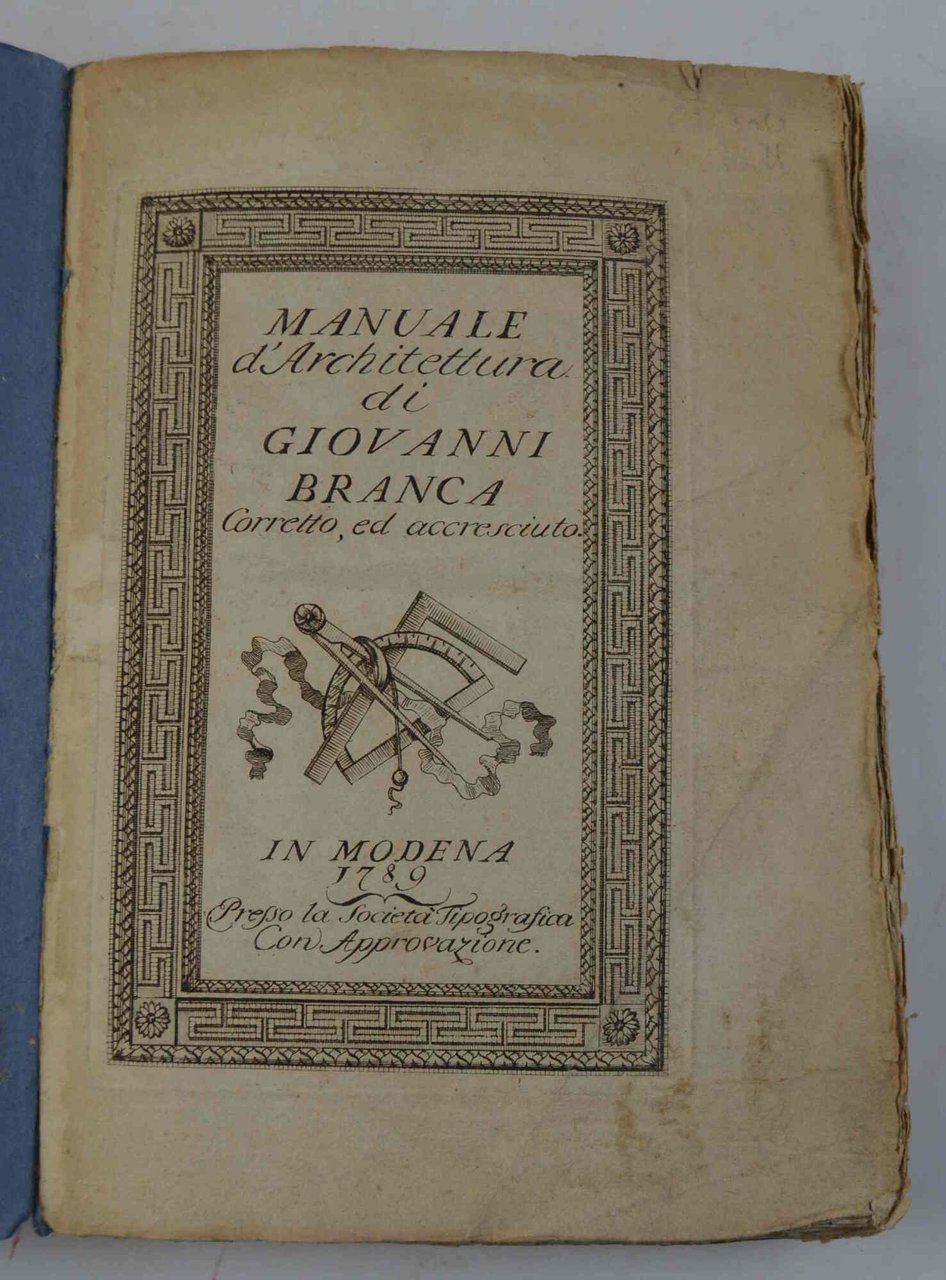 MANUALE
d'Architettura
di
GIOVANNI
BRANCA
Corretto, ed accresciuto.
IN MODENA
1789
Presso la Società Tipografica
Con Approvazione.